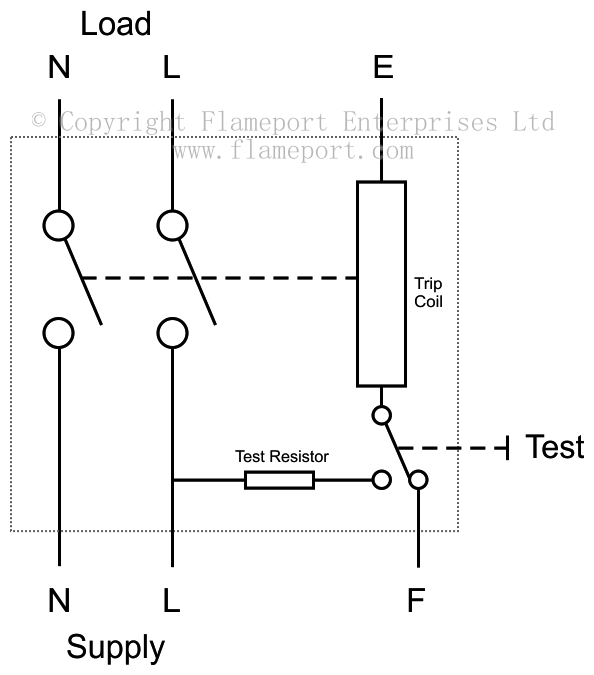 Load
N L E
© Copyright Flameport Enterprises Ltd
www.flameport.com
Trip
Coil
Test
Test Resistor
N L F
Supply